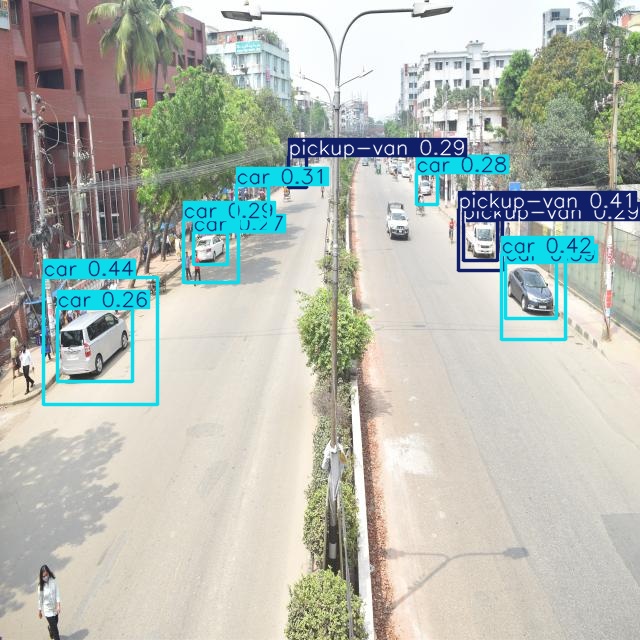 pickup-van 0.29
car 0.28
car 0.31
pickup-van 0.41
pickup-van 0.29
car 0.29
car 0.27
car 0.42
car 0.44
car 0.26